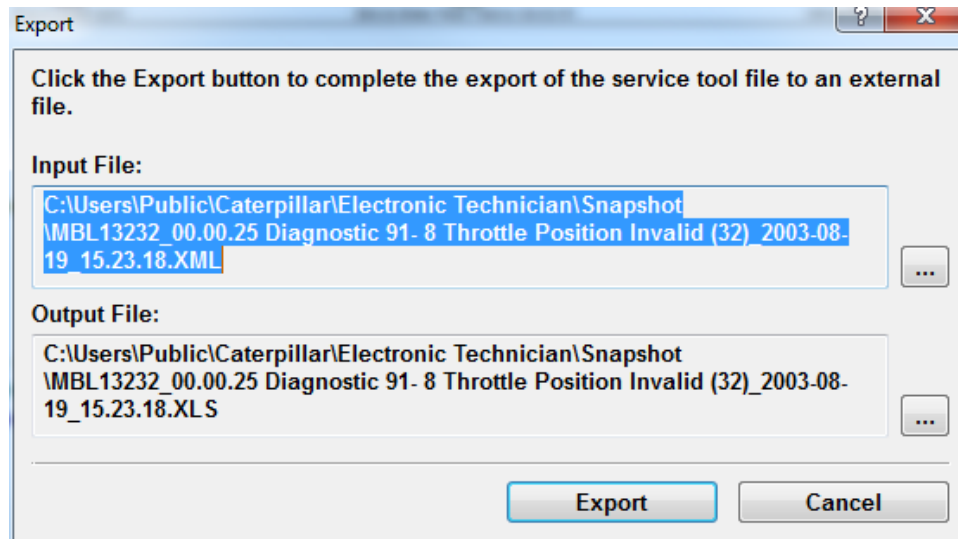 Export
Click the Export button to complete the export of the service tool file to an external
file.
Input File:
C:\Users\Public\Caterpillar\Electronic Technician\Snapshot
\MBL13232_00.00.25 Diagnostic 91- 8 Throttle Position Invalid (32)_2003-08-
19_15.23.18.XML
...
Output File:
C:\Users\Public\Caterpillar\Electronic Technician\Snapshot
\MBL13232_00.00.25 Diagnostic 91- 8 Throttle Position Invalid (32)_2003-08-
19_15.23.18.XLS
...
Export Cancel